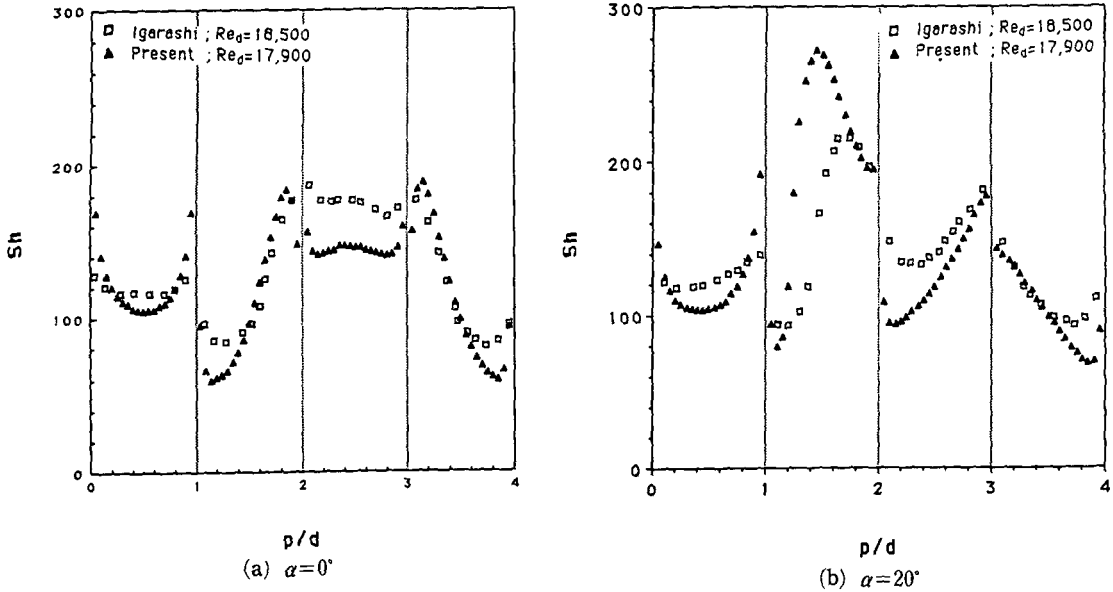 300
Igarashi ; Red=18,500
Present ; Red=17,900
200
Sh
100
0
0 1 2 3 4
p/d
(a) α=0°
300
Igarashi ; Red=18,500
Present ; Red=17,900
200
Sh
100
0
0 1 2 3 4
p/d
(b) α=20°